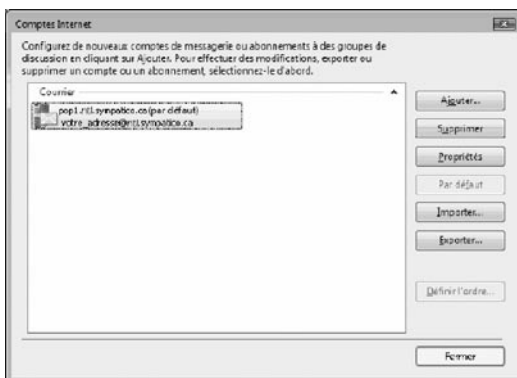 Comptes Internet
Configurez de nouveaux comptes de messagerie ou abonnements à des groupes de
discussion en cliquant sur Ajouter. Pour effectuer des modifications, exporter ou
supprimer un compte ou un abonnement, sélectionnez-le d'abord.
Courrier
pop1.nt1.sympatico.ca (par défaut)
votre_adresse@nt1.sympatico.ca
Ajouter...
Supprimer
Propriétés
Par défaut
Importer...
Exporter...
Définir l'ordre...
Fermer